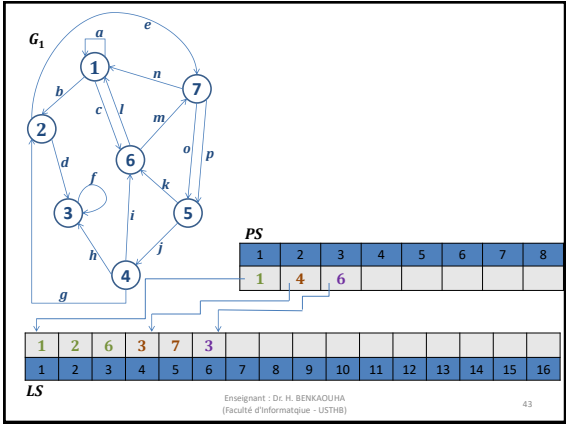 G₁
a
e
1
n
7
b
c
l
m
2
o
p
d
6
f
k
3
i
5
h
j
4
g
PS
1 2 3 4 5 6 7 8
1 4 6
1 2 6 3 7 3
1 2 3 4 5 6 7 8 9 10 11 12 13 14 15 16
LS
Enseignant : Dr. H. BENKAOUHA
(Faculté d'Informatqiue - USTHB)
43